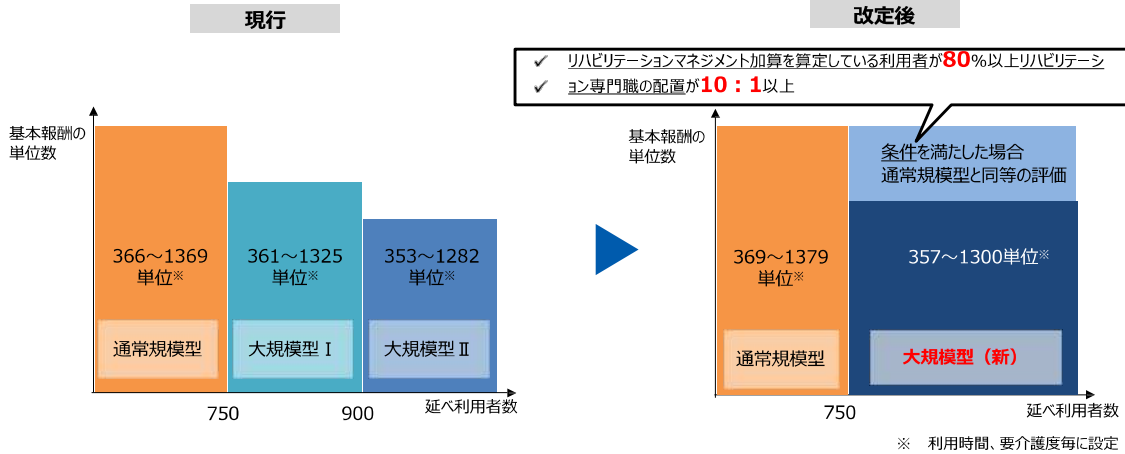 現行
基本報酬の
単位数
366～1369
単位※
361～1325
単位※
353～1282
単位※
通常規模型
大規模型Ⅰ
大規模型Ⅱ
750
900
延べ利用者数
改定後
✓ リハビリテーションマネジメント加算を算定している利用者が80%以上リハビリテーシ
✓ ョン専門職の配置が10：1以上
基本報酬の
単位数
条件を満たした場合
通常規模型と同等の評価
369～1379
単位※
357～1300単位※
通常規模型
大規模型（新）
750
延べ利用者数
※ 利用時間、要介護度毎に設定